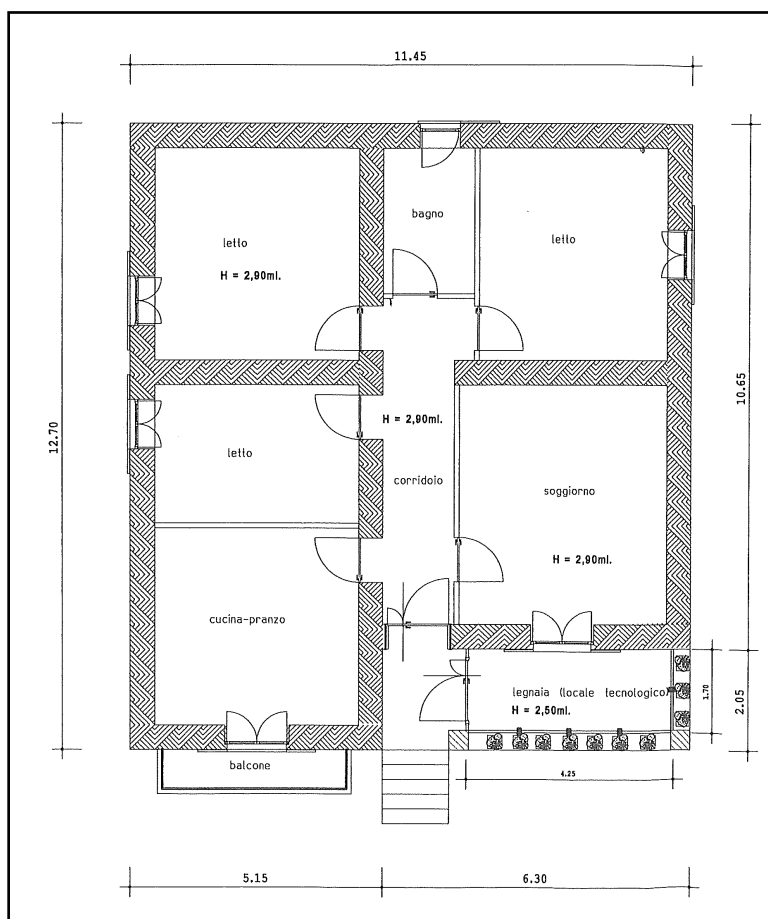 11.45
bagno
letto
letto
H = 2,90ml.
12.70
10.65
H = 2,90ml.
letto
corridoio
soggiorno
H = 2,90ml.
cucina-pranzo
legnaia (locale tecnologico)
H = 2,50ml.
1.70
2.05
balcone
4.25
5.15
6.30